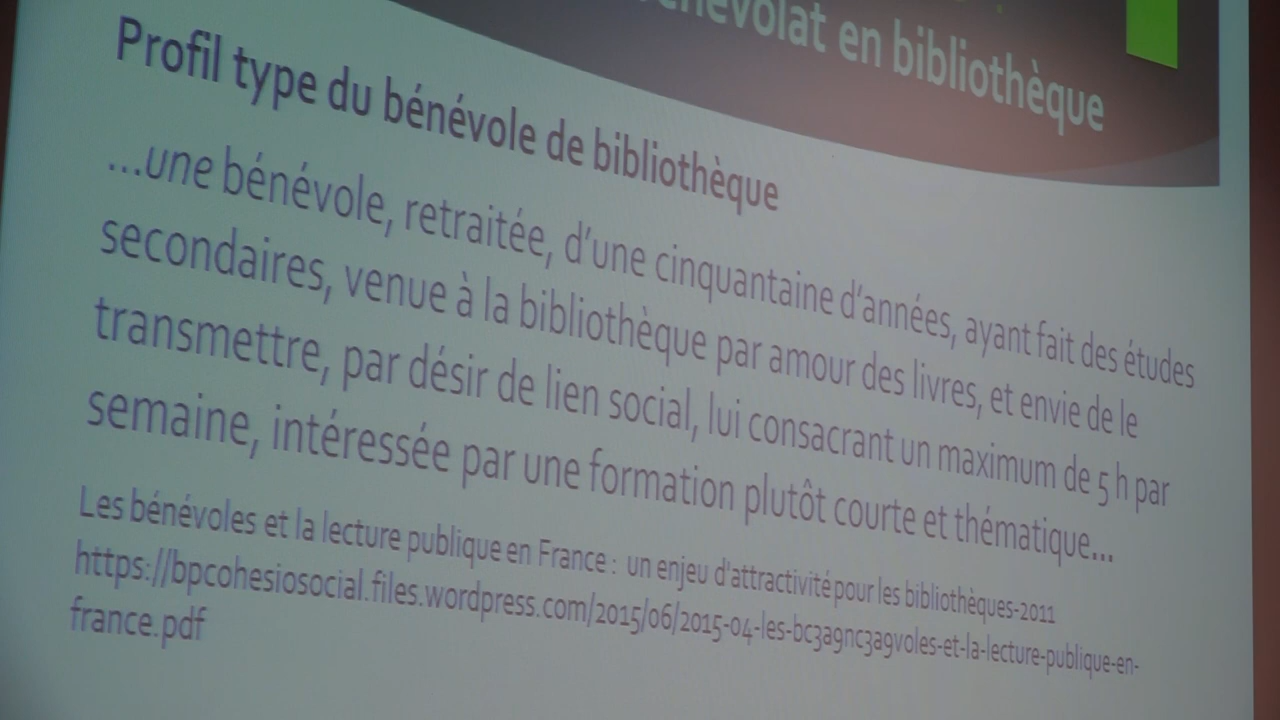 bénévolat en bibliothèque
Profil type du bénévole de bibliothèque
...une bénévole, retraitée, d'une cinquantaine d'années, ayant fait des études
secondaires, venue à la bibliothèque par amour des livres, et envie de le
transmettre, par désir de lien social, lui consacrant un maximum de 5 h par
semaine, intéressée par une formation plutôt courte et thématique...
Les bénévoles et la lecture publique en France : un enjeu d'attractivité pour les bibliothèques-2011
https://bpcohesiosocial.files.wordpress.com/2015/06/2015-04-les-bc3a9nc3a9voles-et-la-lecture-publique-en-
france.pdf